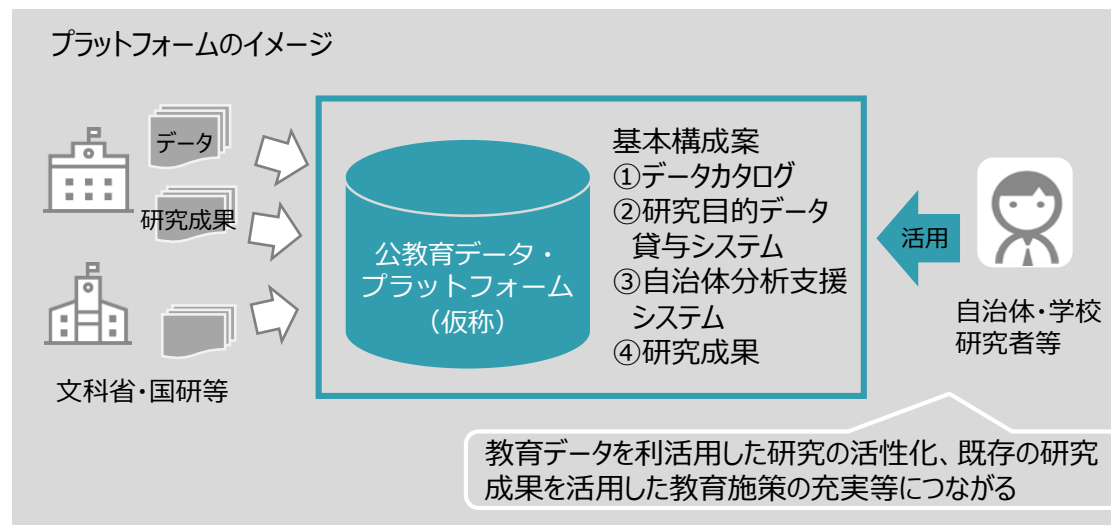 プラットフォームのイメージ
データ
研究成果
文科省・国研等
公教育データ・
プラットフォーム
（仮称）
基本構成案
①データカタログ
②研究目的データ
貸与システム
③自治体分析支援
システム
④研究成果
活用
自治体・学校
研究者等
教育データを利活用した研究の活性化、既存の研究
成果を活用した教育施策の充実等につながる